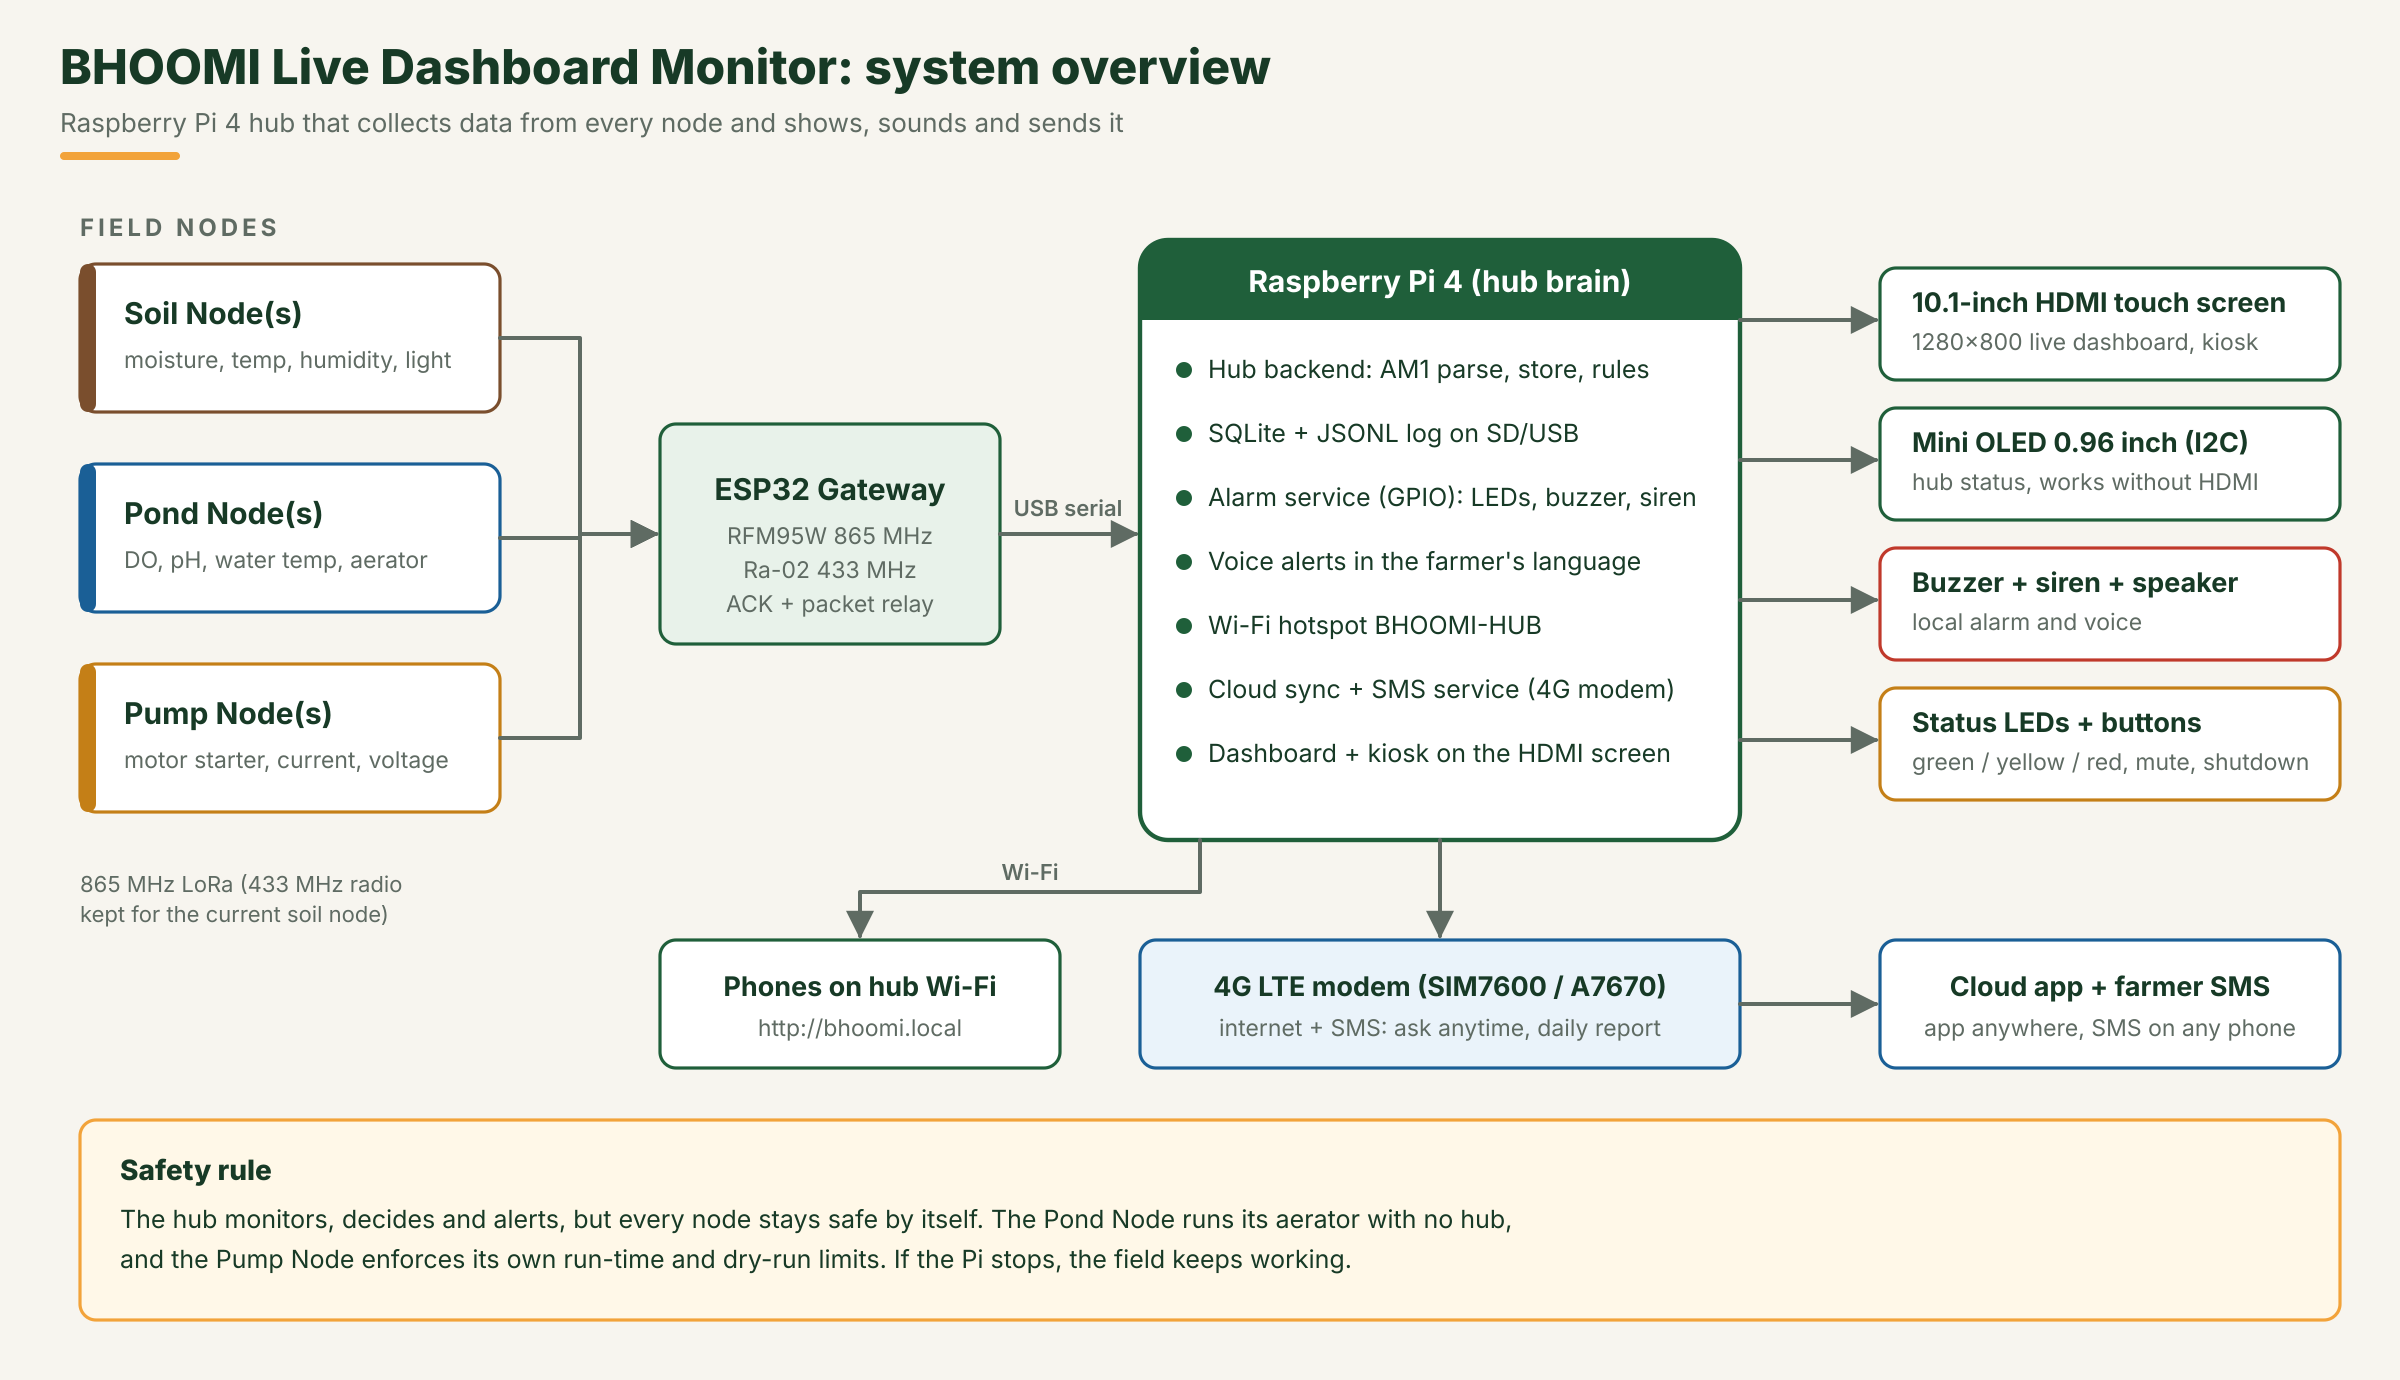 BHOOMI Live Dashboard Monitor: system overview
Raspberry Pi 4 hub that collects data from every node and shows, sounds and sends it
FIELD NODES
Soil Node(s)
moisture, temp, humidity, light
Pond Node(s)
DO, pH, water temp, aerator
Pump Node(s)
motor starter, current, voltage
865 MHz LoRa (433 MHz radio
kept for the current soil node)
ESP32 Gateway
RFM95W 865 MHz
Ra-02 433 MHz
ACK + packet relay
USB serial
Raspberry Pi 4 (hub brain)
Hub backend: AM1 parse, store, rules
SQLite + JSONL log on SD/USB
Alarm service (GPIO): LEDs, buzzer, siren
Voice alerts in the farmer's language
Wi-Fi hotspot BHOOMI-HUB
Cloud sync + SMS service (4G modem)
Dashboard + kiosk on the HDMI screen
10.1-inch HDMI touch screen
1280×800 live dashboard, kiosk
Mini OLED 0.96 inch (I2C)
hub status, works without HDMI
Buzzer + siren + speaker
local alarm and voice
Status LEDs + buttons
green / yellow / red, mute, shutdown
Wi-Fi
Phones on hub Wi-Fi
http://bhoomi.local
4G LTE modem (SIM7600 / A7670)
internet + SMS: ask anytime, daily report
Cloud app + farmer SMS
app anywhere, SMS on any phone
Safety rule
The hub monitors, decides and alerts, but every node stays safe by itself. The Pond Node runs its aerator with no hub,
and the Pump Node enforces its own run-time and dry-run limits. If the Pi stops, the field keeps working.